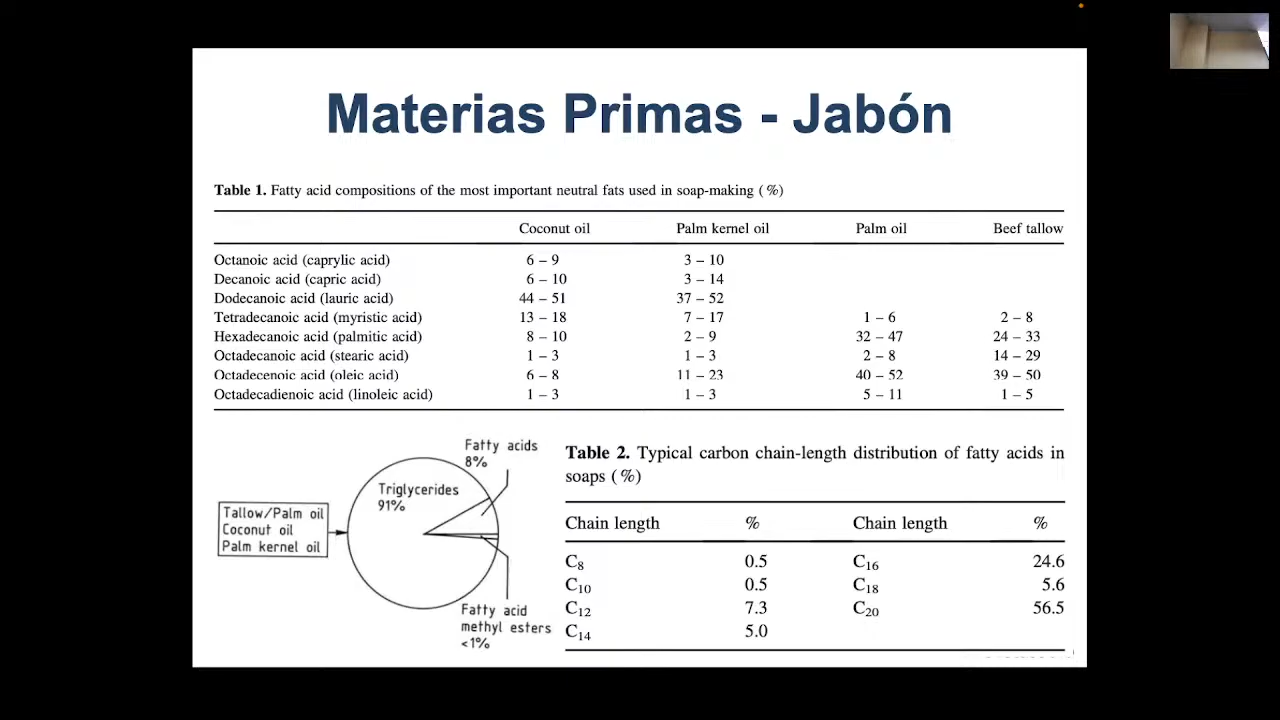 Materias Primas - Jabón
Table 1. Fatty acid compositions of the most important neutral fats used in soap-making (%)
Coconut oil Palm kernel oil Palm oil Beef tallow
Octanoic acid (caprylic acid) 6 – 9 3 – 10
Decanoic acid (capric acid) 6 – 10 3 – 14
Dodecanoic acid (lauric acid) 44 – 51 37 – 52
Tetradecanoic acid (myristic acid) 13 – 18 7 – 17 1 – 6 2 – 8
Hexadecanoic acid (palmitic acid) 8 – 10 2 – 9 32 – 47 24 – 33
Octadecanoic acid (stearic acid) 1 – 3 1 – 3 2 – 8 14 – 29
Octadecenoic acid (oleic acid) 6 – 8 11 – 23 40 – 52 39 – 50
Octadecadienoic acid (linoleic acid) 1 – 3 1 – 3 5 – 11 1 – 5
Fatty acids
8%
Triglycerides
91%
Tallow/Palm oil
Coconut oil
Palm kernel oil
Fatty acid
methyl esters
<1%
Table 2. Typical carbon chain-length distribution of fatty acids in
soaps (%)
Chain length % Chain length %
C8 0.5 C16 24.6
C10 0.5 C18 5.6
C12 7.3 C20 56.5
C14 5.0